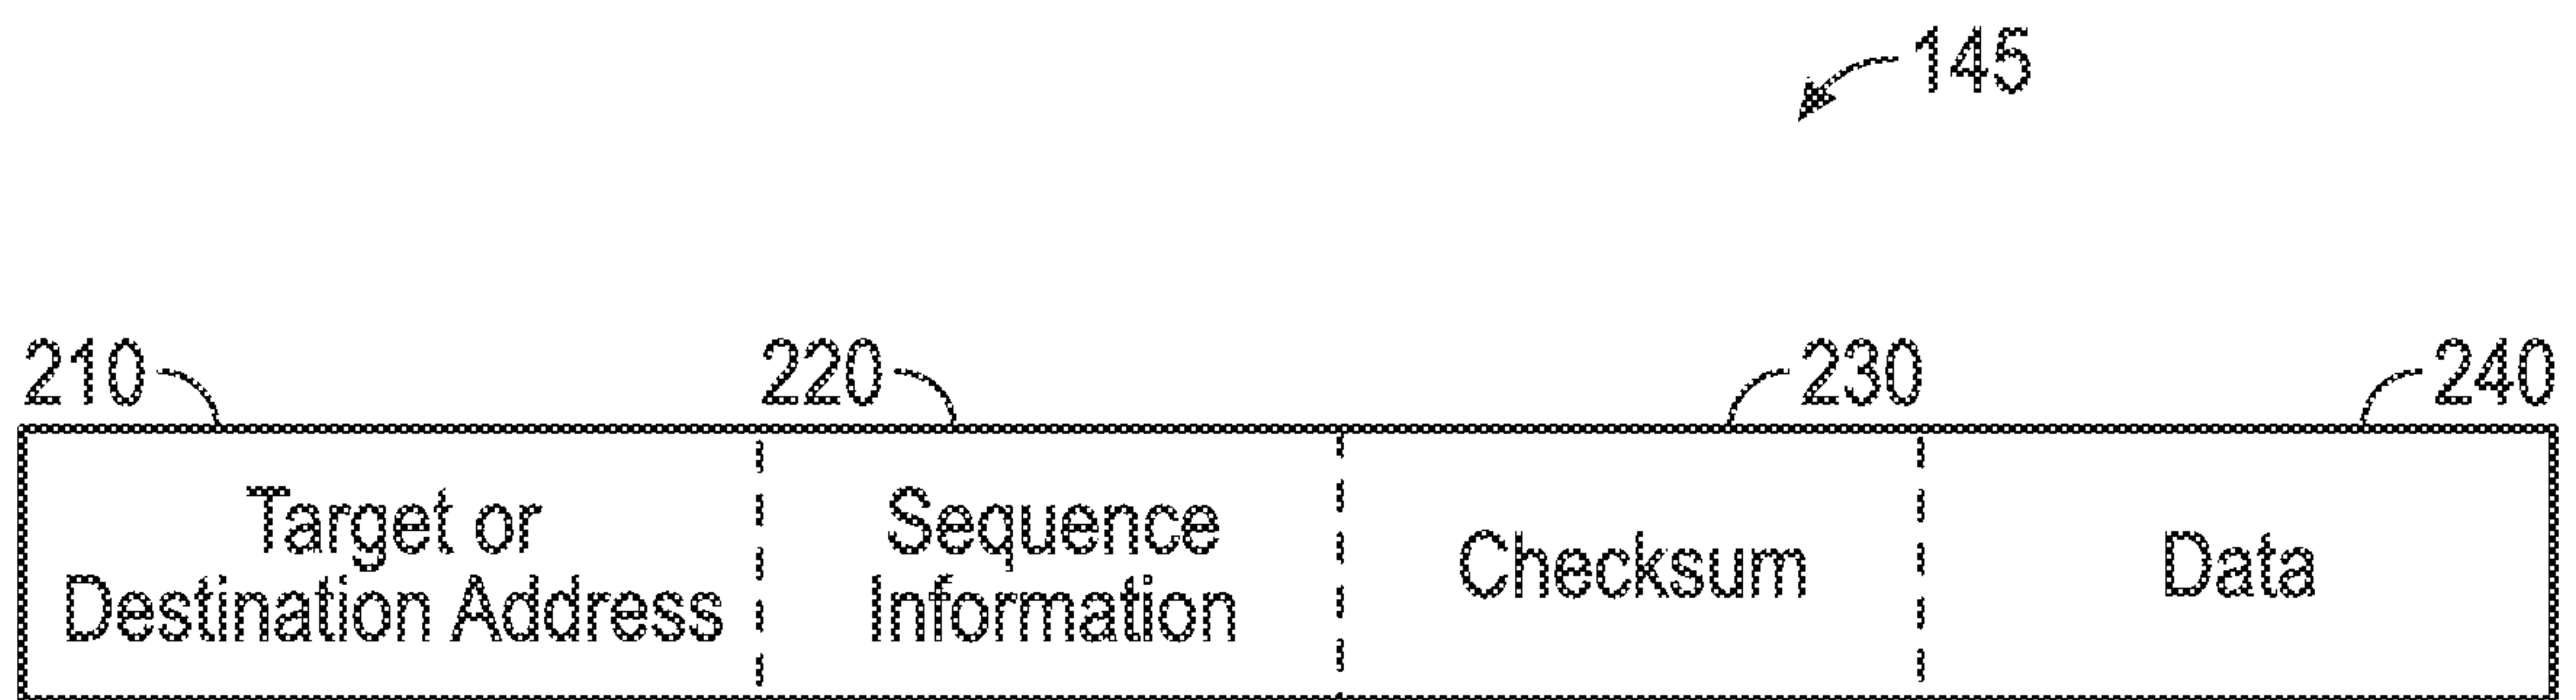 145
210
220
230
240
Target or
Destination Address
Sequence
Information
Checksum
Data